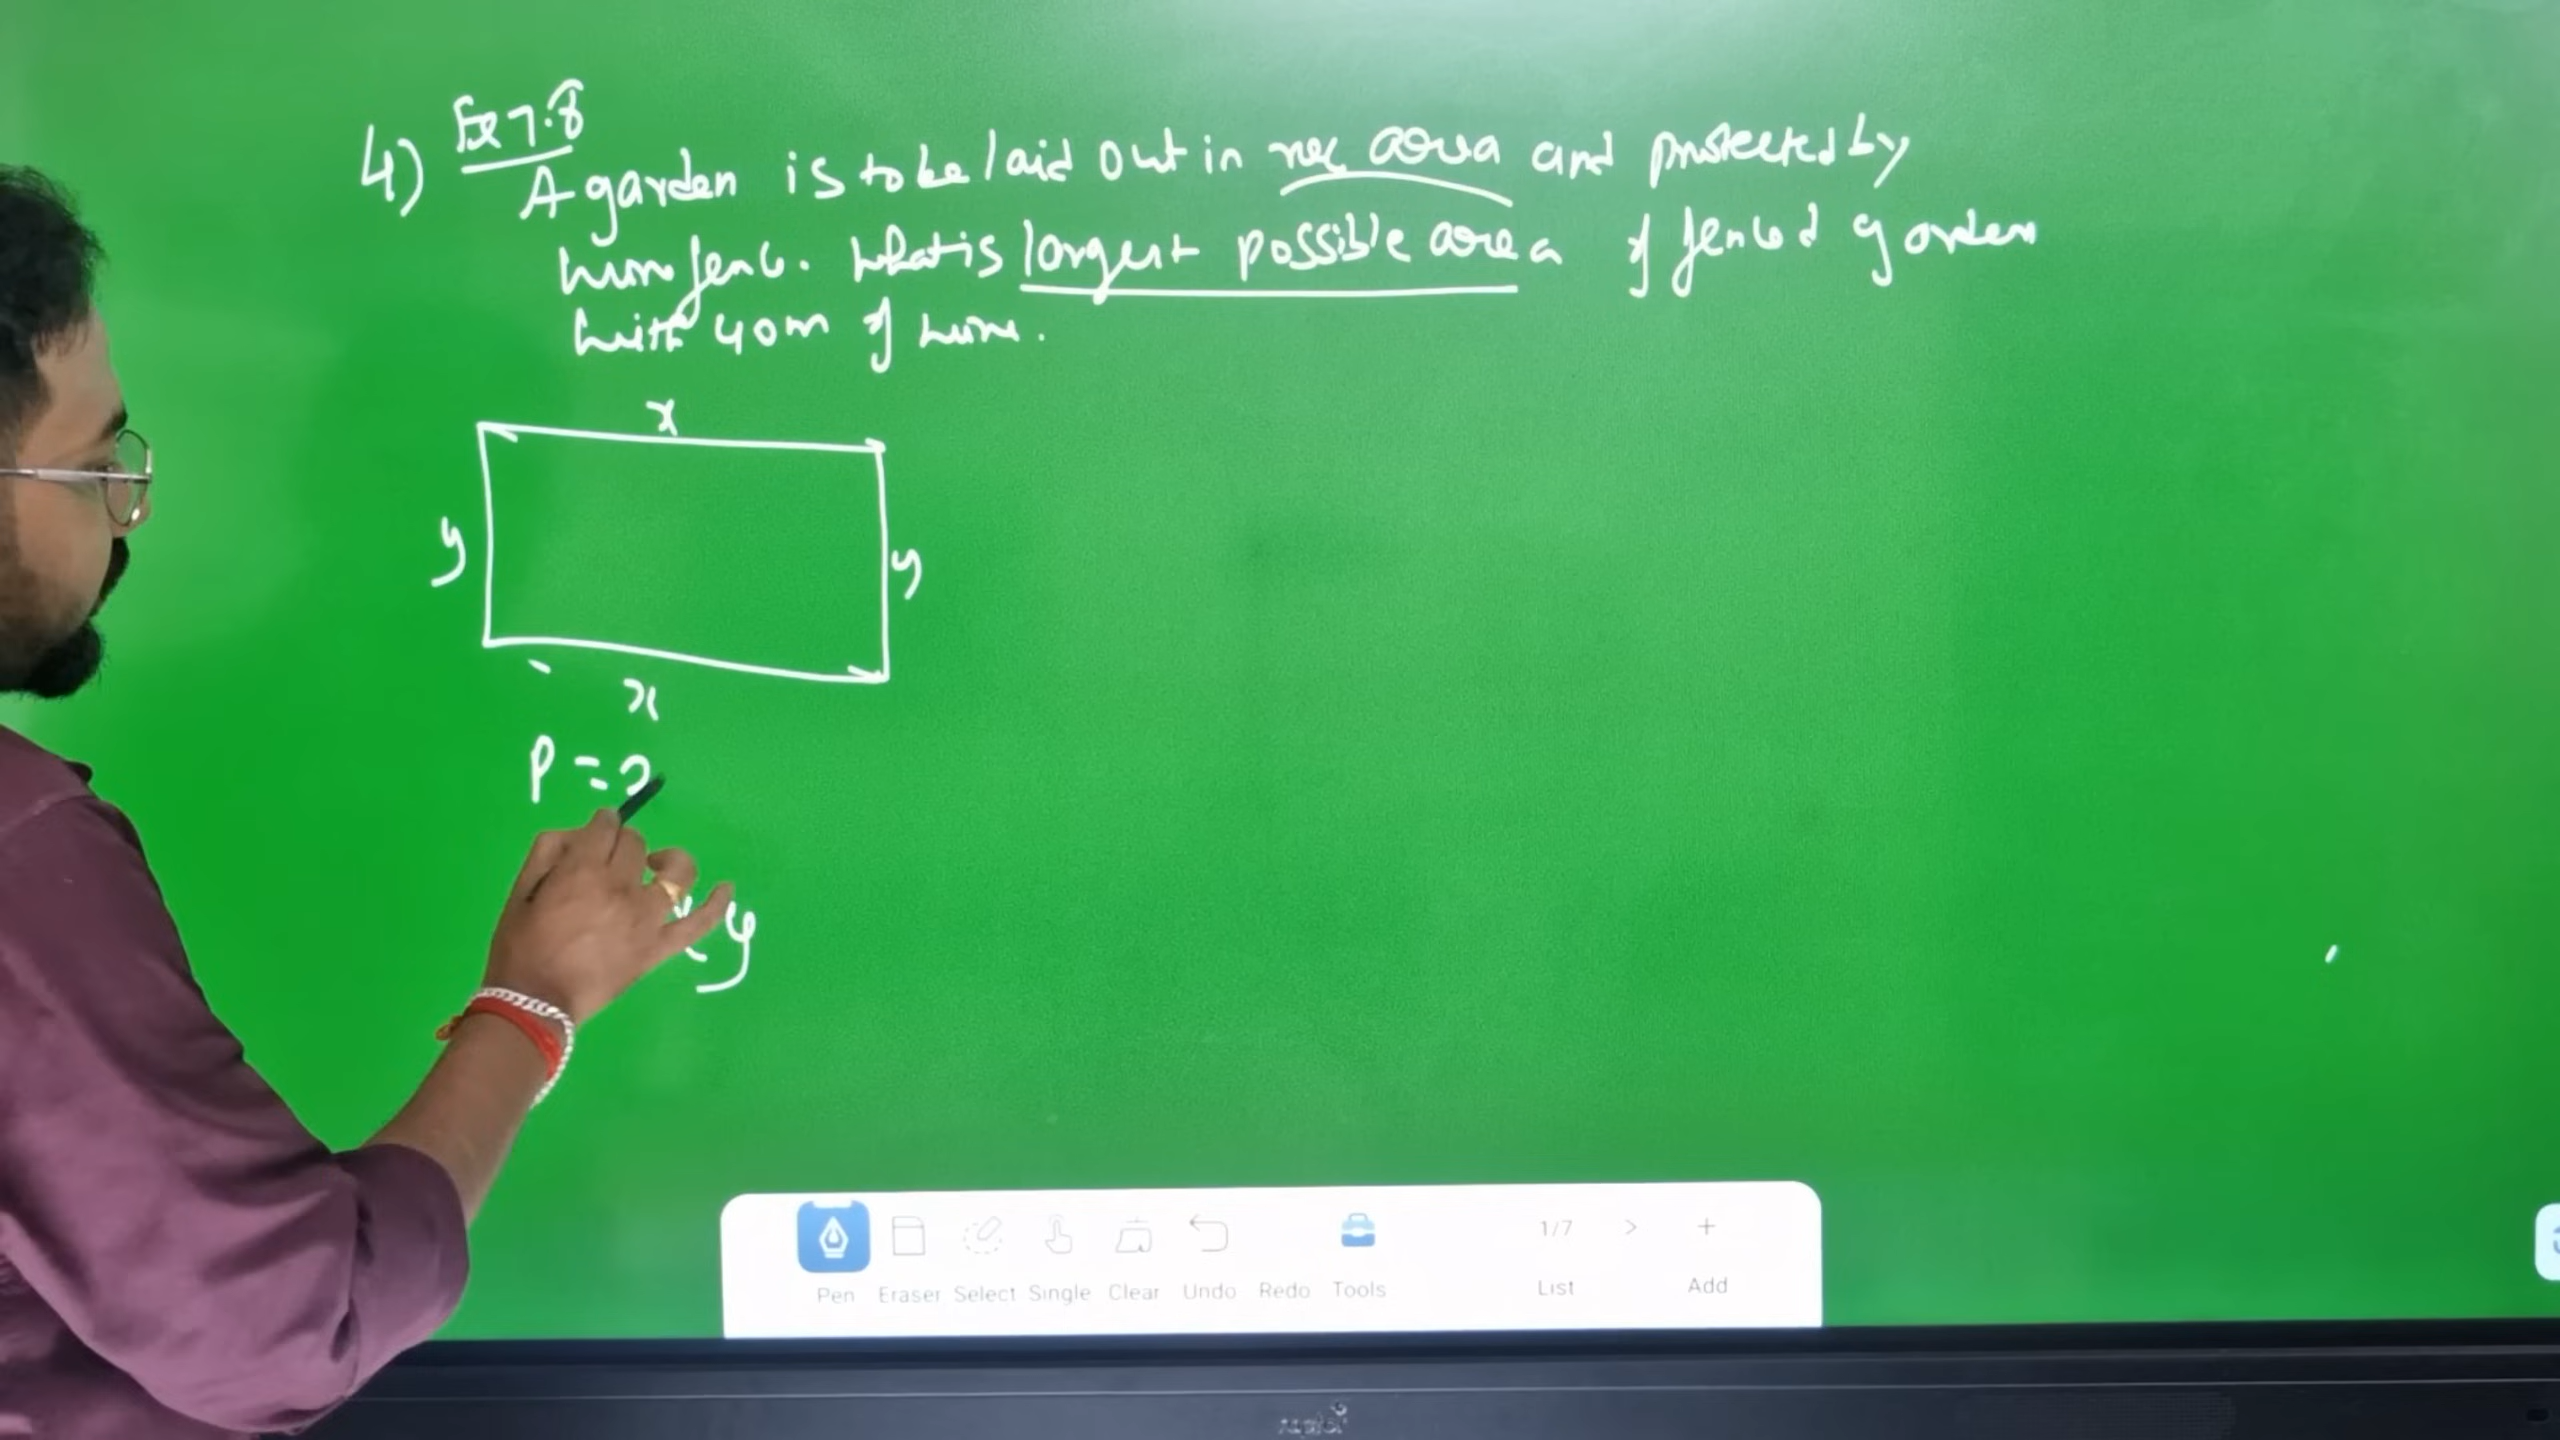 4) Ex 7.8
A garden is to be laid out in rec area and protected by
wire fence. What is largest possible area of fenced garden
with 40m of wire.
x
y
y
x
P = 2
y
Pen Eraser Select Single Clear Undo Redo Tools
1/7 > +
List Add